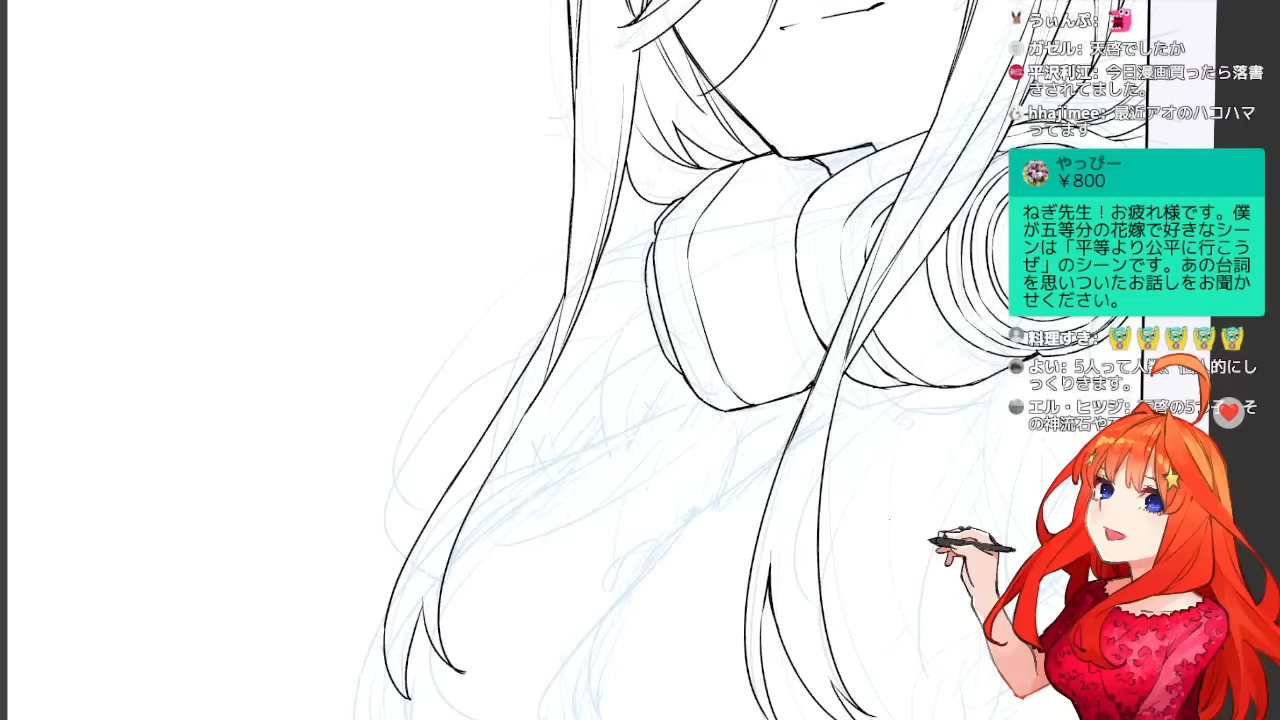 うぃんぷ:
ガゼル: 天啓でしたか
平沢利江: 今日漫画買ったら落書
きされてました。
hhajimee: 最近アオのハコハマ
ってます
やっぴー
￥800
ねぎ先生！お疲れ様です。僕
が五等分の花嫁で好きなシー
ンは「平等より公平に行こう
ぜ」のシーンです。あの台詞
を思いついたお話しをお聞か
せください。
料理すき:
よい: 5人って人数、個人的にし
っくりきます。
エル・ヒツジ: 天啓の5つ子 そ
の神流石や